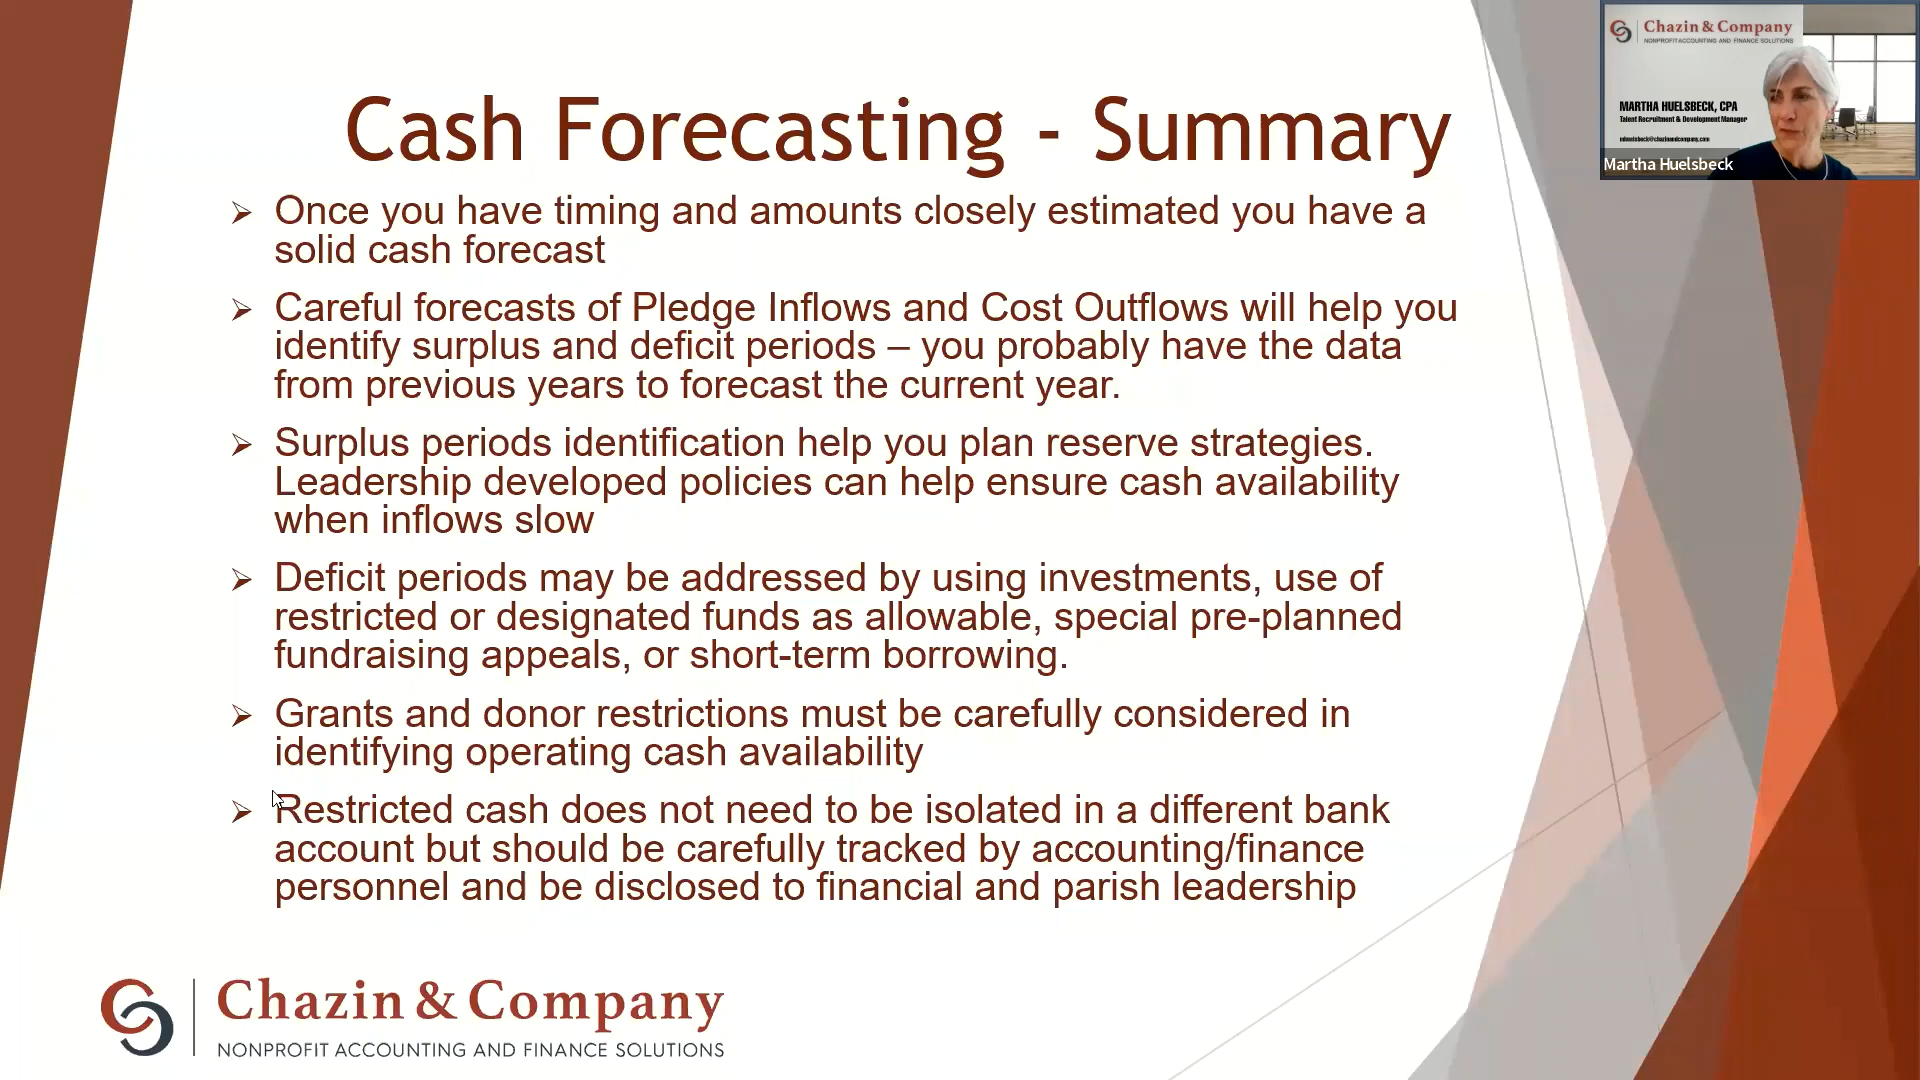 Cash Forecasting - Summary
➢ Once you have timing and amounts closely estimated you have a
solid cash forecast
➢ Careful forecasts of Pledge Inflows and Cost Outflows will help you
identify surplus and deficit periods – you probably have the data
from previous years to forecast the current year.
➢ Surplus periods identification help you plan reserve strategies.
Leadership developed policies can help ensure cash availability
when inflows slow
➢ Deficit periods may be addressed by using investments, use of
restricted or designated funds as allowable, special pre-planned
fundraising appeals, or short-term borrowing.
➢ Grants and donor restrictions must be carefully considered in
identifying operating cash availability
➢ Restricted cash does not need to be isolated in a different bank
account but should be carefully tracked by accounting/finance
personnel and be disclosed to financial and parish leadership
Chazin & Company
NONPROFIT ACCOUNTING AND FINANCE SOLUTIONS
Chazin & Company
NONPROFIT ACCOUNTING AND FINANCE SOLUTIONS
MARTHA HUELSBECK, CPA
Talent Recruitment & Development Manager
Martha Huelsbeck